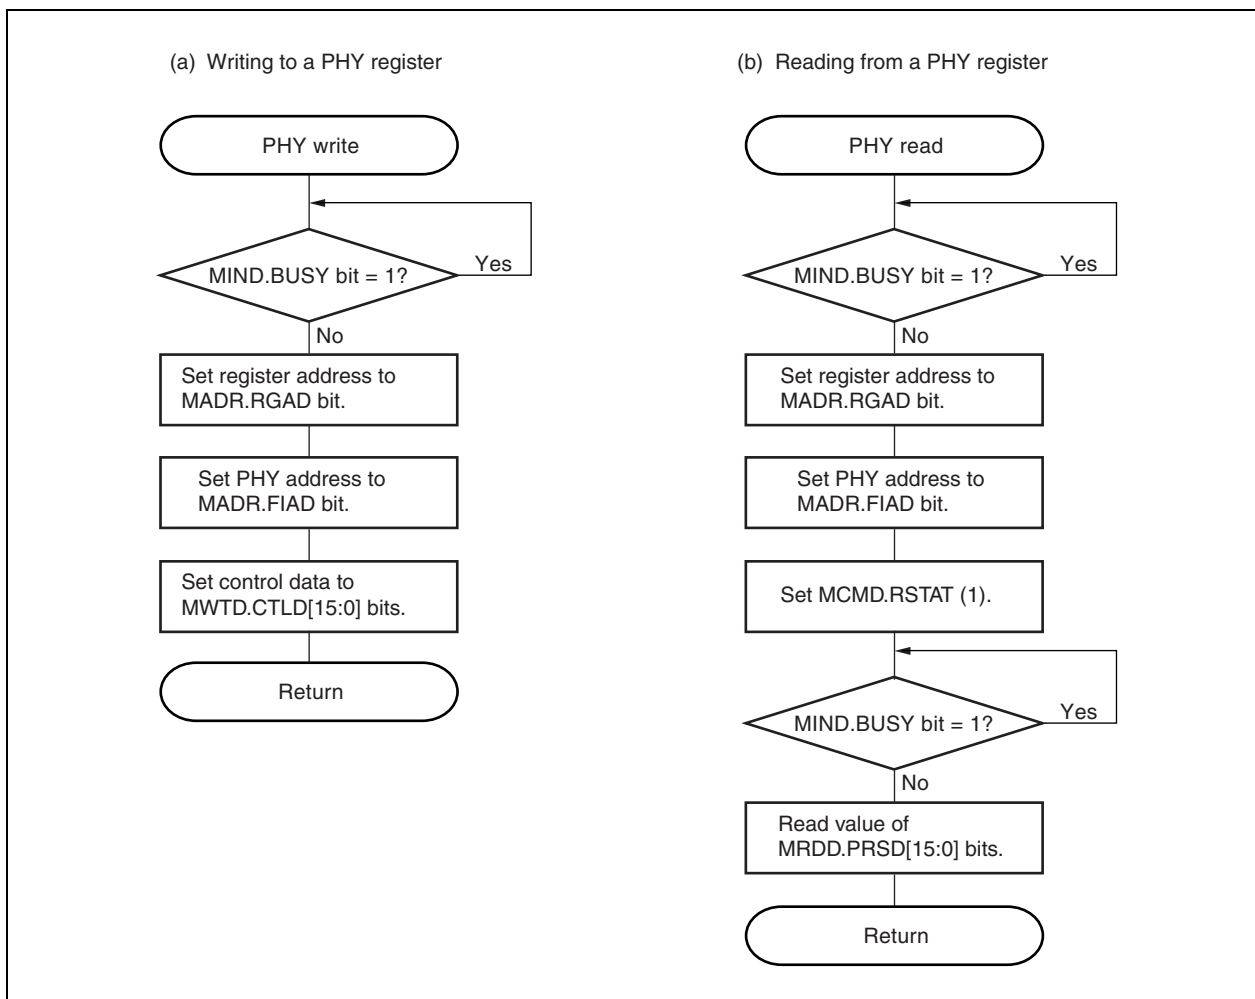 (a) Writing to a PHY register
PHY write
MIND.BUSY bit = 1?
Yes
No
Set register address to
MADR.RGAD bit.
Set PHY address to
MADR.FIAD bit.
Set control data to
MWTD.CTLD[15:0] bits.
Return
(b) Reading from a PHY register
PHY read
MIND.BUSY bit = 1?
Yes
No
Set register address to
MADR.RGAD bit.
Set PHY address to
MADR.FIAD bit.
Set MCMD.RSTAT (1).
MIND.BUSY bit = 1?
Yes
No
Read value of
MRDD.PRSD[15:0] bits.
Return